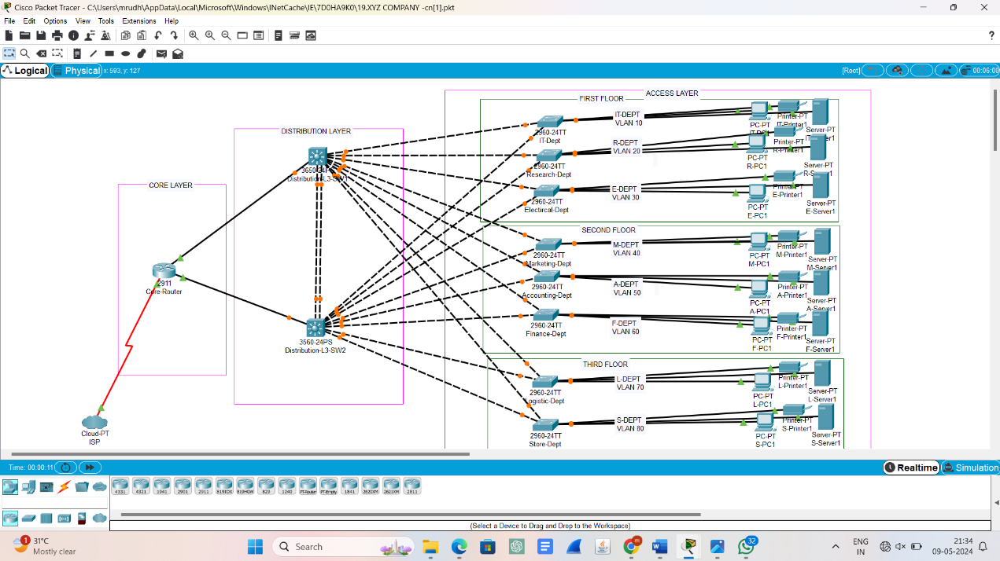 Cisco Packet Tracer - C:\Users\mrudh\AppData\Local\Microsoft\Windows\INetCache\IE\7D0HA9K0\19.XYZ COMPANY -cn[1].pkt
File Edit Options View Tools Extensions Help
?
Logical Physical x: 593, y: 127
[Root] 00:06:00
ACCESS LAYER
FIRST FLOOR
DISTRIBUTION LAYER
CORE LAYER
2960-24TT
IT-Dept
IT-DEPT
VLAN 10
PC-PT
Printer-PT
IT-Printer1
Server-PT
2960-24TT
Research-Dept
R-DEPT
VLAN 20
PC-PT
R-PC1
Printer-PT
R-Printer1
Server-PT
2960-24TT
Electircal-Dept
E-DEPT
VLAN 30
PC-PT
E-PC1
Printer-PT
E-Printer1
Server-PT
E-Server1
Distribution-L3-SW1
SECOND FLOOR
2960-24TT
Marketing-Dept
M-DEPT
VLAN 40
PC-PT
M-PC1
Printer-PT
M-Printer1
Server-PT
M-Server1
2960-24TT
Accounting-Dept
A-DEPT
VLAN 50
PC-PT
A-PC1
Printer-PT
A-Printer1
Server-PT
A-Server1
2960-24TT
Finance-Dept
F-DEPT
VLAN 60
PC-PT
F-PC1
Printer-PT
F-Printer1
Server-PT
F-Server1
2911
Core-Router
3560-24PS
Distribution-L3-SW2
THIRD FLOOR
2960-24TT
Logistic-Dept
L-DEPT
VLAN 70
PC-PT
L-PC1
Printer-PT
L-Printer1
Server-PT
L-Server1
2960-24TT
Store-Dept
S-DEPT
VLAN 80
PC-PT
S-PC1
Printer-PT
S-Printer1
Server-PT
S-Server1
Cloud-PT
ISP
Time: 00:00:11
Realtime Simulation
4331 4321 1941 2901 2911 819IOX 819HGW 829 1240 PT-Router PT-Empty 1841 2620XM 2621XM 2811
(Select a Device to Drag and Drop to the Workspace)
1
31°C
Mostly clear
Search
m
32
ENG
IN
21:34
09-05-2024